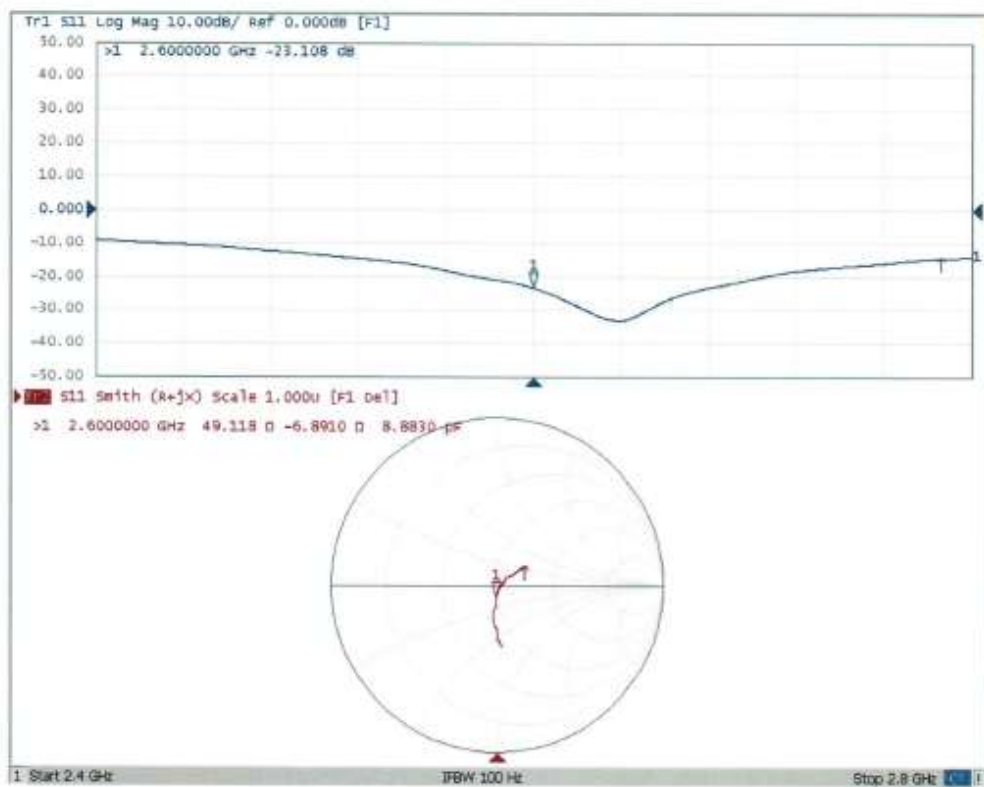 Tr1 S11 Log Mag 10.00dB/ Ref 0.000dB [F1]
50.00
>1 2.6000000 GHz -23.108 dB
40.00
30.00
20.00
10.00
0.000
-10.00
1
1
-20.00
-30.00
-40.00
-50.00
S11 Smith (R+jX) Scale 1.000U [F1 Del]
>1 2.6000000 GHz 49.118 Ω -6.8910 Ω 8.8830 pF
1
1 Start 2.4 GHz IFBW 100 Hz Stop 2.8 GHz